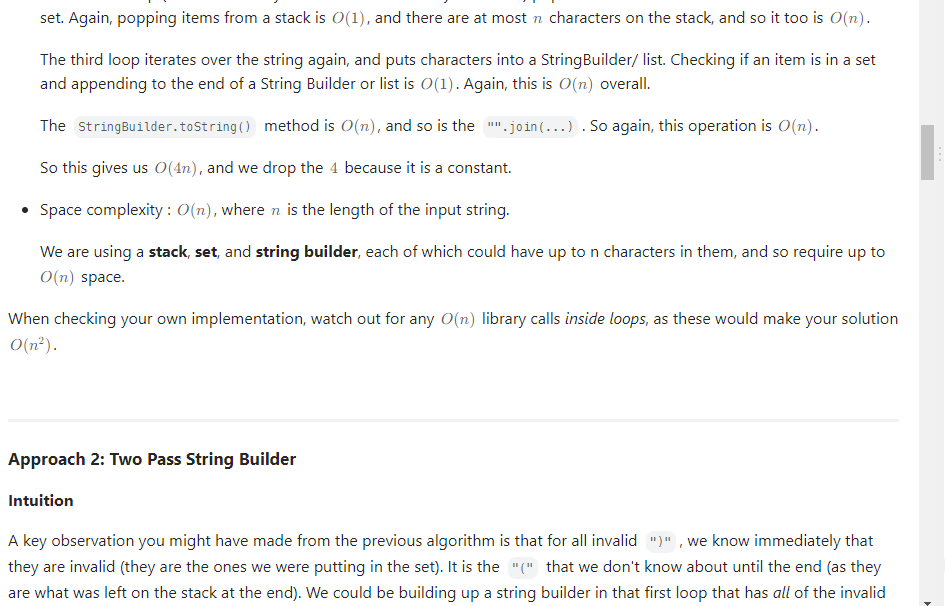 set. Again, popping items from a stack is O(1), and there are at most n characters on the stack, and so it too is O(n).
The third loop iterates over the string again, and puts characters into a StringBuilder/ list. Checking if an item is in a set
and appending to the end of a String Builder or list is O(1). Again, this is O(n) overall.
The StringBuilder.toString() method is O(n), and so is the "".join(...) . So again, this operation is O(n).
So this gives us O(4n), and we drop the 4 because it is a constant.
• Space complexity : O(n), where n is the length of the input string.
We are using a stack, set, and string builder, each of which could have up to n characters in them, and so require up to
O(n) space.
When checking your own implementation, watch out for any O(n) library calls inside loops, as these would make your solution
O(n²).
Approach 2: Two Pass String Builder
Intuition
A key observation you might have made from the previous algorithm is that for all invalid ")" , we know immediately that
they are invalid (they are the ones we were putting in the set). It is the "(" that we don't know about until the end (as they
are what was left on the stack at the end). We could be building up a string builder in that first loop that has all of the invalid